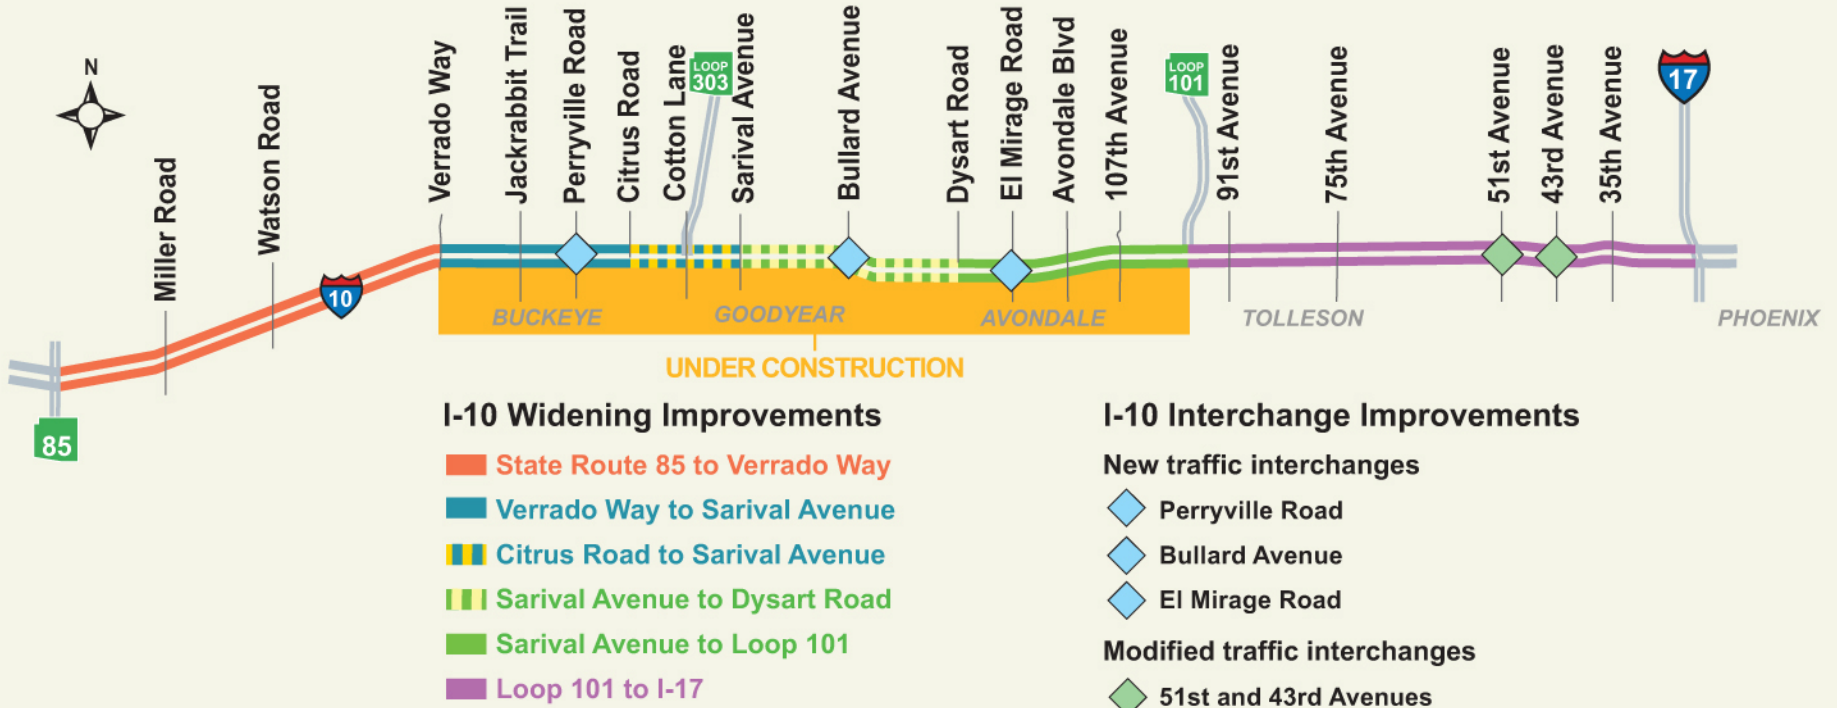 N
Miller Road
Watson Road
10
85
Verrado Way
Jackrabbit Trail
Perryville Road
Citrus Road
Cotton Lane
LOOP
303
Sarival Avenue
Bullard Avenue
Dysart Road
El Mirage Road
Avondale Blvd
107th Avenue
LOOP
101
91st Avenue
75th Avenue
51st Avenue
43rd Avenue
35th Avenue
17
BUCKEYE
GOODYEAR
AVONDALE
TOLLESON
PHOENIX
UNDER CONSTRUCTION
I-10 Widening Improvements
State Route 85 to Verrado Way
Verrado Way to Sarival Avenue
Citrus Road to Sarival Avenue
Sarival Avenue to Dysart Road
Sarival Avenue to Loop 101
Loop 101 to I-17
I-10 Interchange Improvements
New traffic interchanges
Perryville Road
Bullard Avenue
El Mirage Road
Modified traffic interchanges
51st and 43rd Avenues